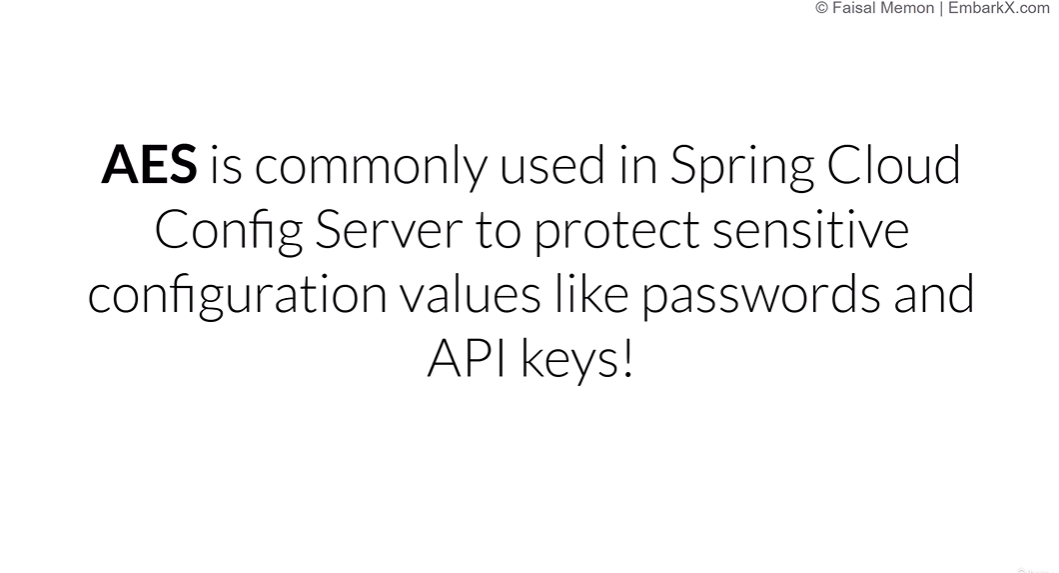 © Faisal Memon | EmbarkX.com
AES is commonly used in Spring Cloud
Config Server to protect sensitive
configuration values like passwords and
API keys!